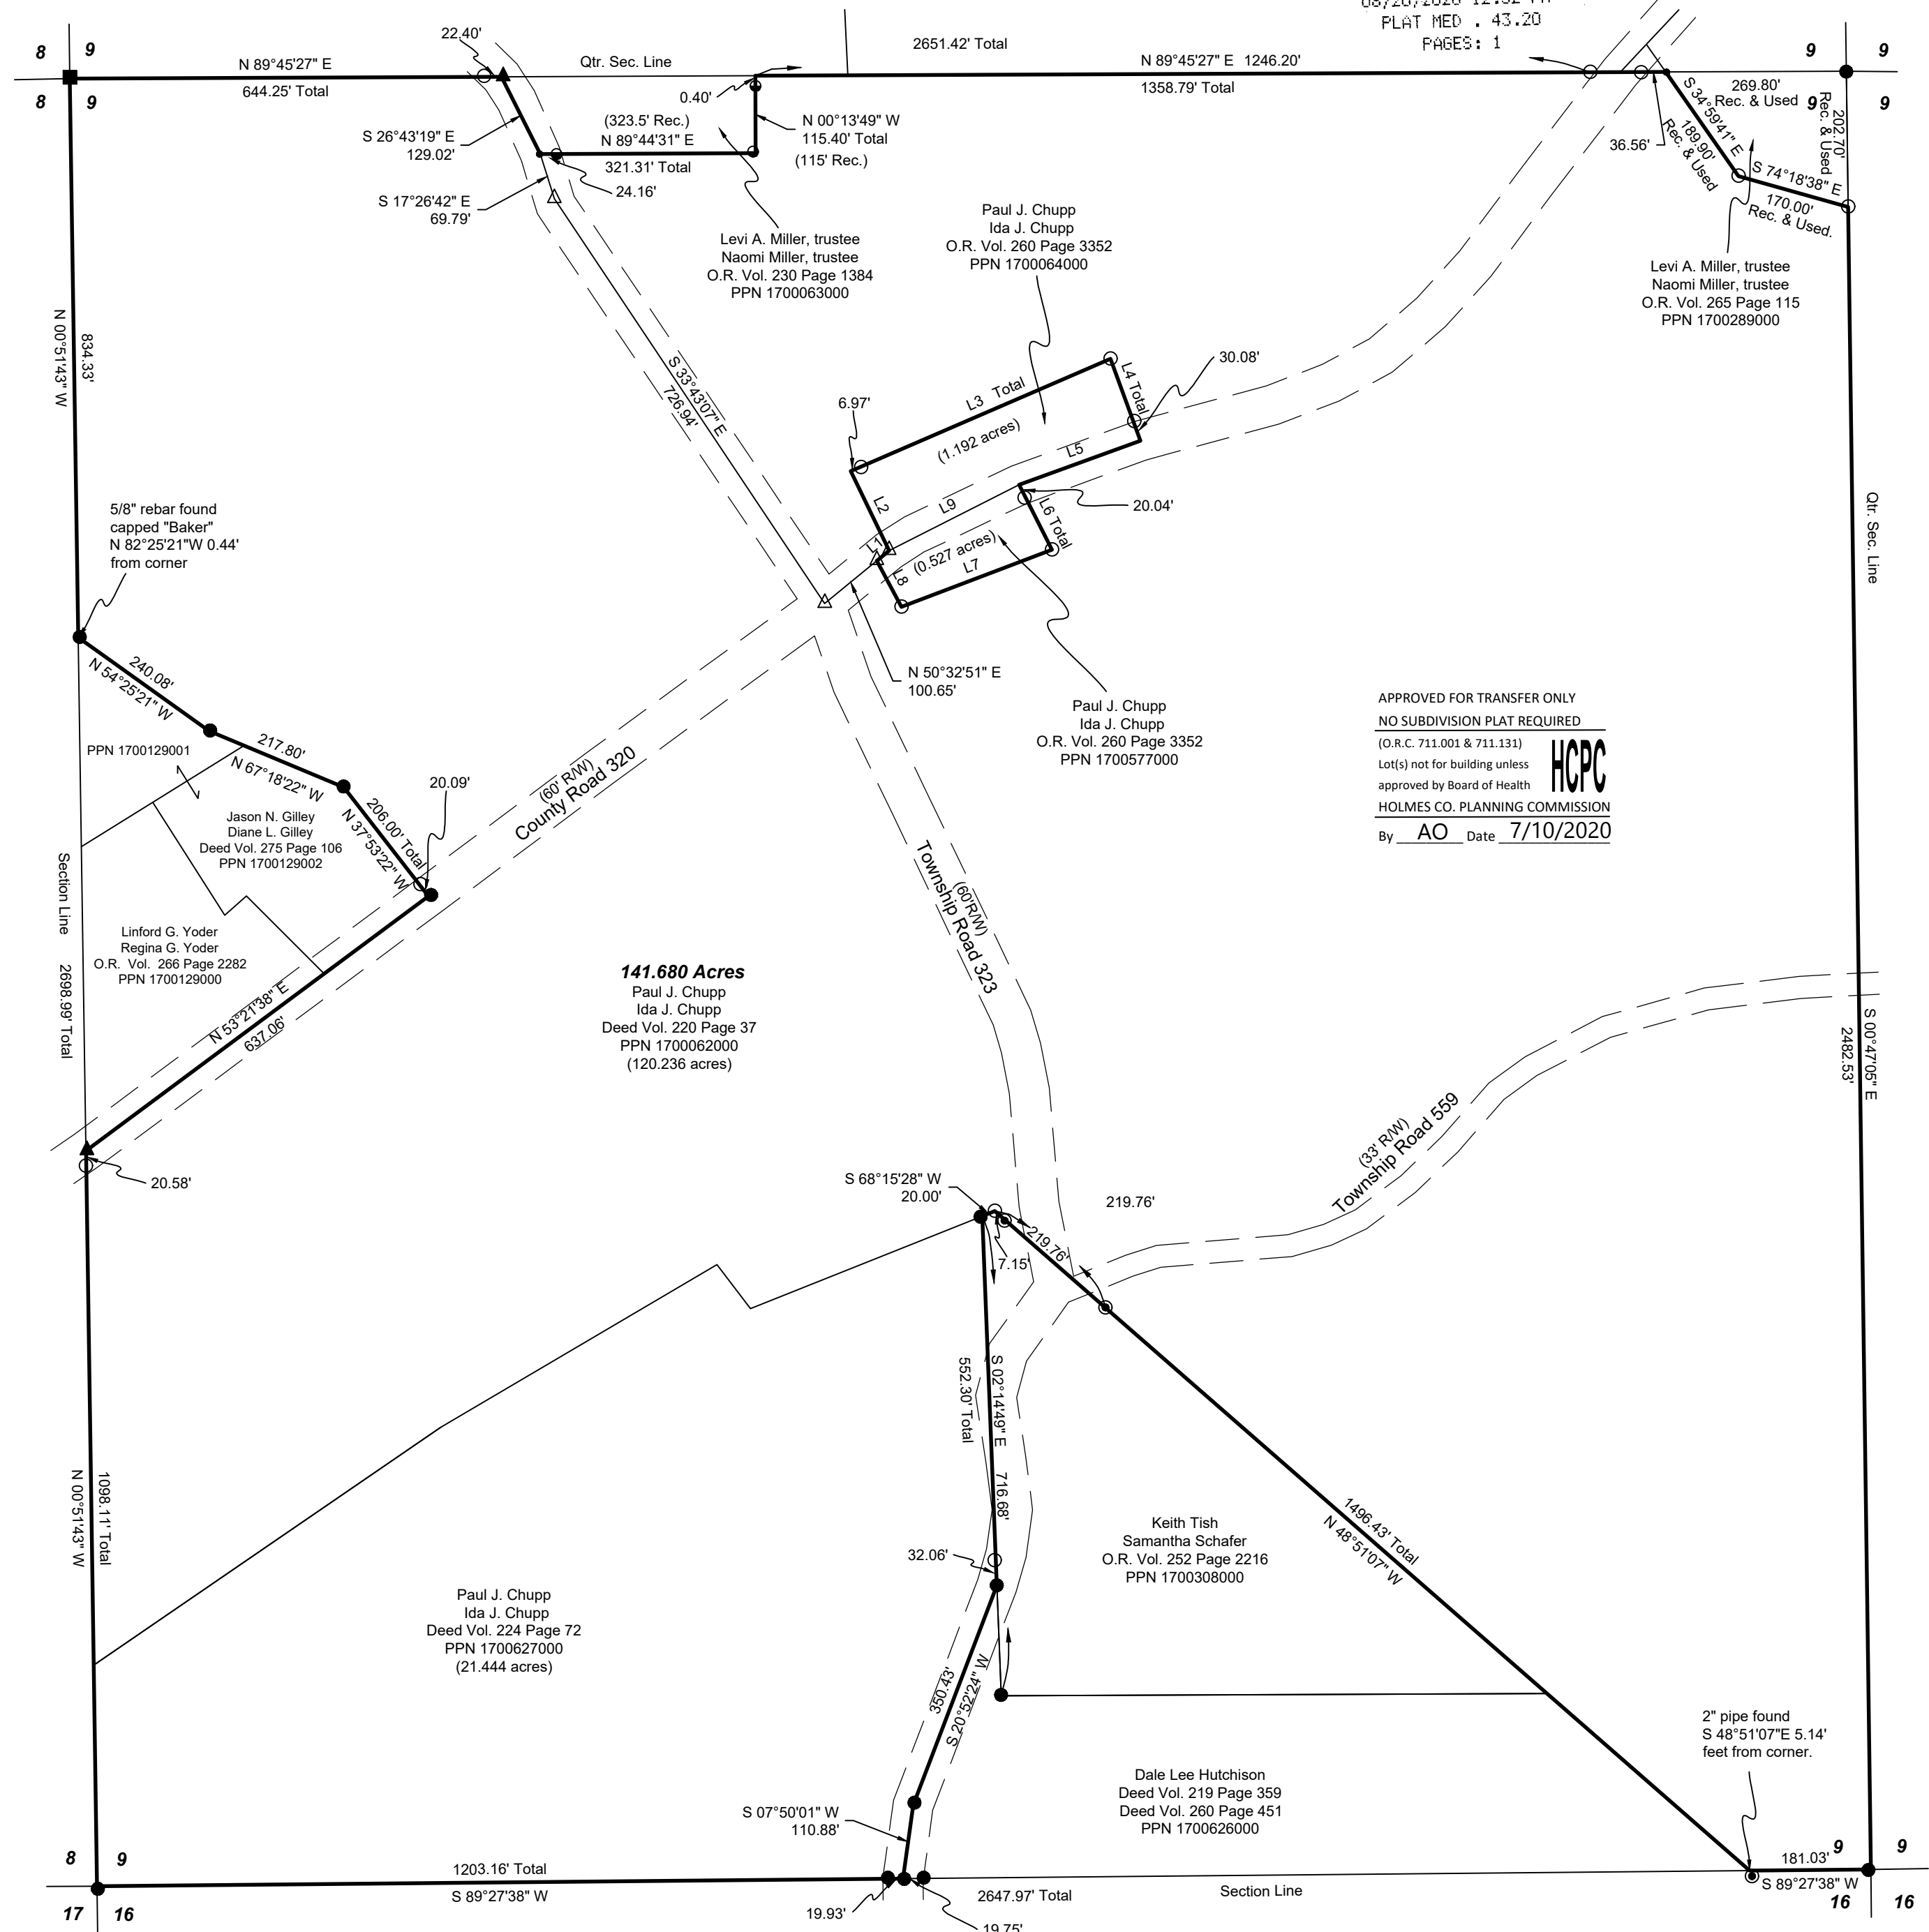 PLAT MED . 43.20
PAGES: 1
8
9
22.40'
2651.42' Total
9
9
N 89°45'27" E
Qtr. Sec. Line
N 89°45'27" E 1246.20'
8
9
644.25' Total
0.40'
1358.79' Total
269.80'
Rec. & Used
9
9
S 26°43'19" E
129.02'
(323.5' Rec.)
N 89°44'31" E
321.31' Total
N 00°13'49" W
115.40' Total
(115' Rec.)
36.56'
S 34°59'41" E
189.90'
Rec. & Used
202.70'
Rec. & Used
S 74°18'38" E
170.00'
Rec. & Used.
S 17°26'42" E
69.79'
24.16'
Levi A. Miller, trustee
Naomi Miller, trustee
O.R. Vol. 230 Page 1384
PPN 1700063000
Paul J. Chupp
Ida J. Chupp
O.R. Vol. 260 Page 3352
PPN 1700064000
Levi A. Miller, trustee
Naomi Miller, trustee
O.R. Vol. 265 Page 115
PPN 1700289000
N 00°51'43" W
834.33'
S 33°43'07" E
726.94'
6.97'
L3 Total
L4 Total
30.08'
(1.192 acres)
L5
L2
L9
20.04'
L1
L6 Total
(0.527 acres)
L8
L7
5/8" rebar found
capped "Baker"
N 82°25'21"W 0.44'
from corner
Qtr. Sec. Line
N 50°32'51" E
100.65'
240.08'
N 54°25'21" W
Paul J. Chupp
Ida J. Chupp
O.R. Vol. 260 Page 3352
PPN 1700577000
APPROVED FOR TRANSFER ONLY
NO SUBDIVISION PLAT REQUIRED
(O.R.C. 711.001 & 711.131)
Lot(s) not for building unless
approved by Board of Health
HCPC
HOLMES CO. PLANNING COMMISSION
By AO Date 7/10/2020
PPN 1700129001
217.80'
N 67°18'22" W
20.09'
(60' R/W)
County Road 320
206.00' Total
N 37°53'22" W
Jason N. Gilley
Diane L. Gilley
Deed Vol. 275 Page 106
PPN 1700129002
Section Line
2698.99' Total
Linford G. Yoder
Regina G. Yoder
O.R. Vol. 266 Page 2282
PPN 1700129000
(60'R/W)
Township Road 323
N 53°21'38" E
637.06'
141.680 Acres
Paul J. Chupp
Ida J. Chupp
Deed Vol. 220 Page 37
PPN 1700062000
(120.236 acres)
S 00°47'05" E
2482.53'
20.58'
(33' R/W)
Township Road 559
S 68°15'28" W
20.00'
219.76'
219.76'
7.15'
552.30' Total
S 02°14'49" E
716.68'
N 00°51'43" W
1098.11' Total
1496.43' Total
N 48°51'07" W
32.06'
Keith Tish
Samantha Schafer
O.R. Vol. 252 Page 2216
PPN 1700308000
Paul J. Chupp
Ida J. Chupp
Deed Vol. 224 Page 72
PPN 1700627000
(21.444 acres)
350.43'
S 20°52'24" W
2" pipe found
S 48°51'07"E 5.14'
feet from corner.
Dale Lee Hutchison
Deed Vol. 219 Page 359
Deed Vol. 260 Page 451
PPN 1700626000
S 07°50'01" W
110.88'
8
9
1203.16' Total
S 89°27'38" W
2647.97' Total
Section Line
181.03'
9
9
S 89°27'38" W
17
16
19.93'
19.75'
16
16